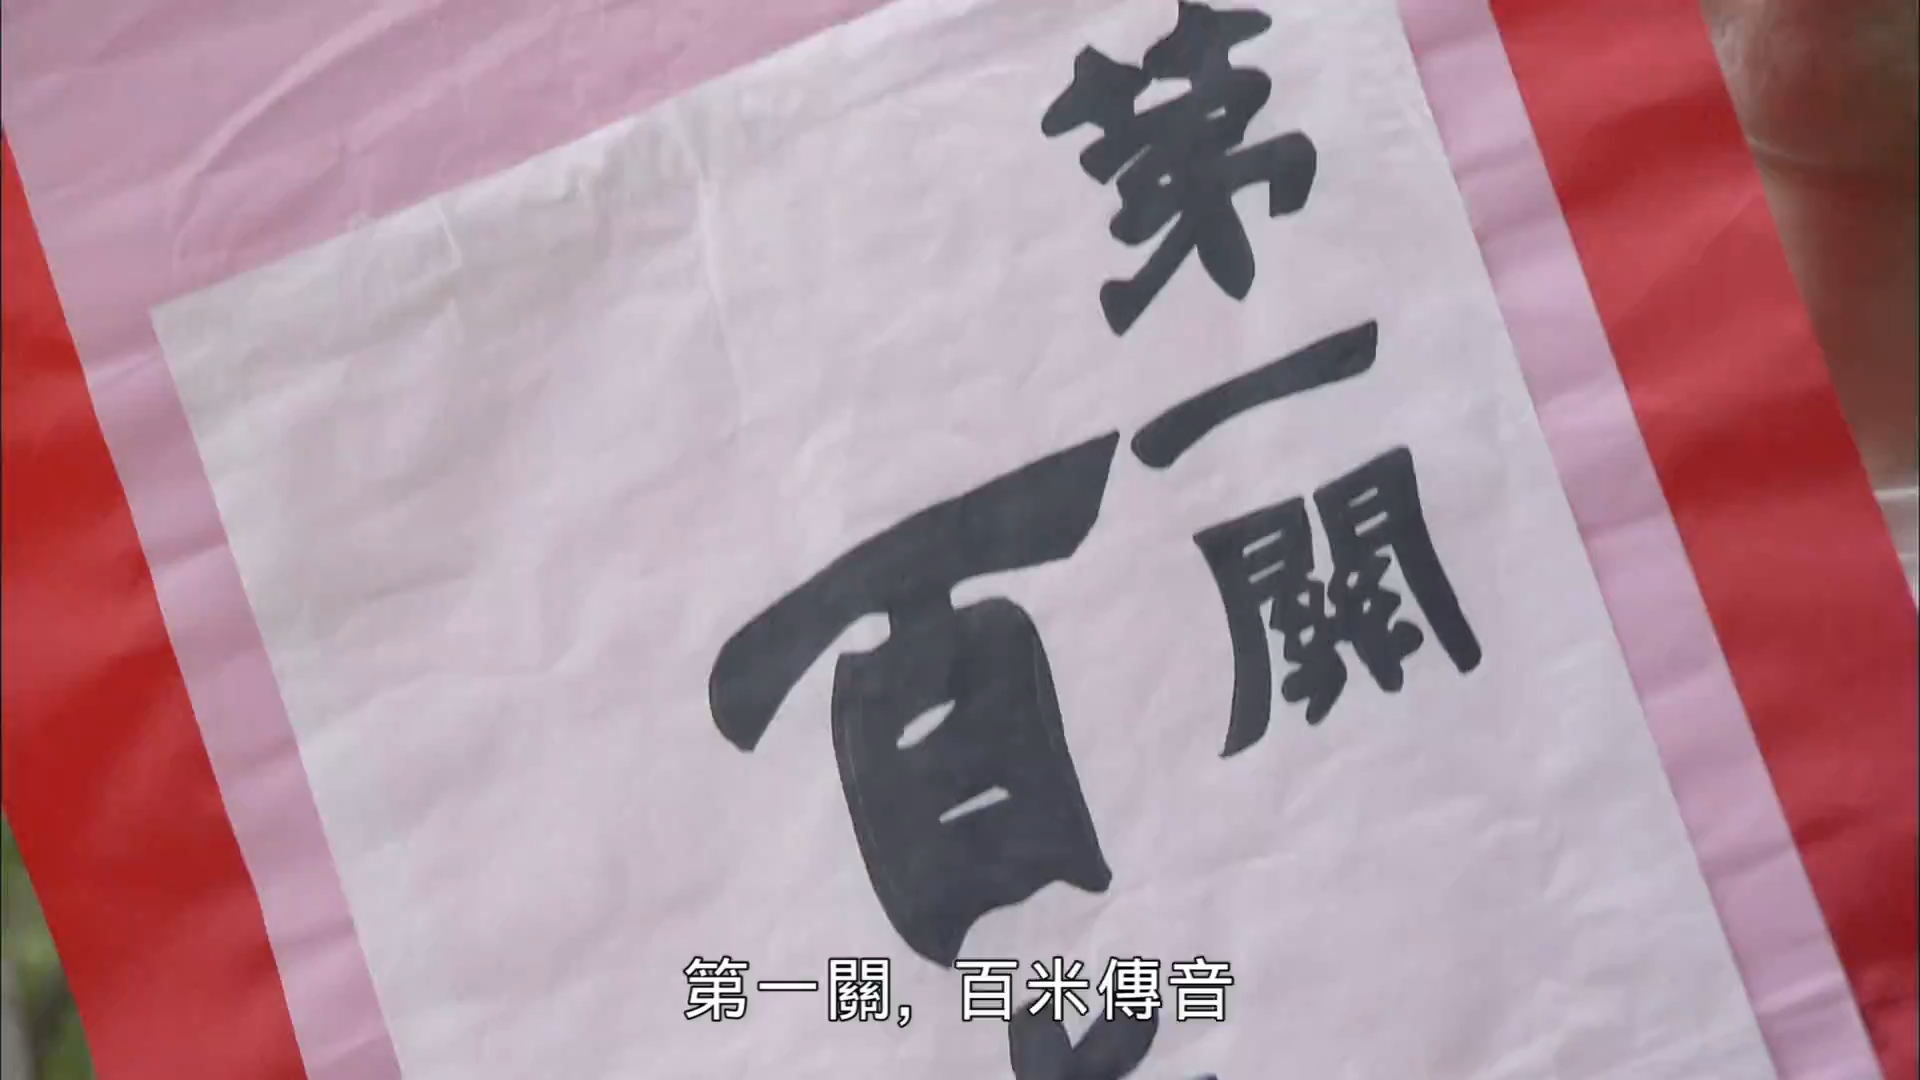 第一關
百
第一關, 百米傳音